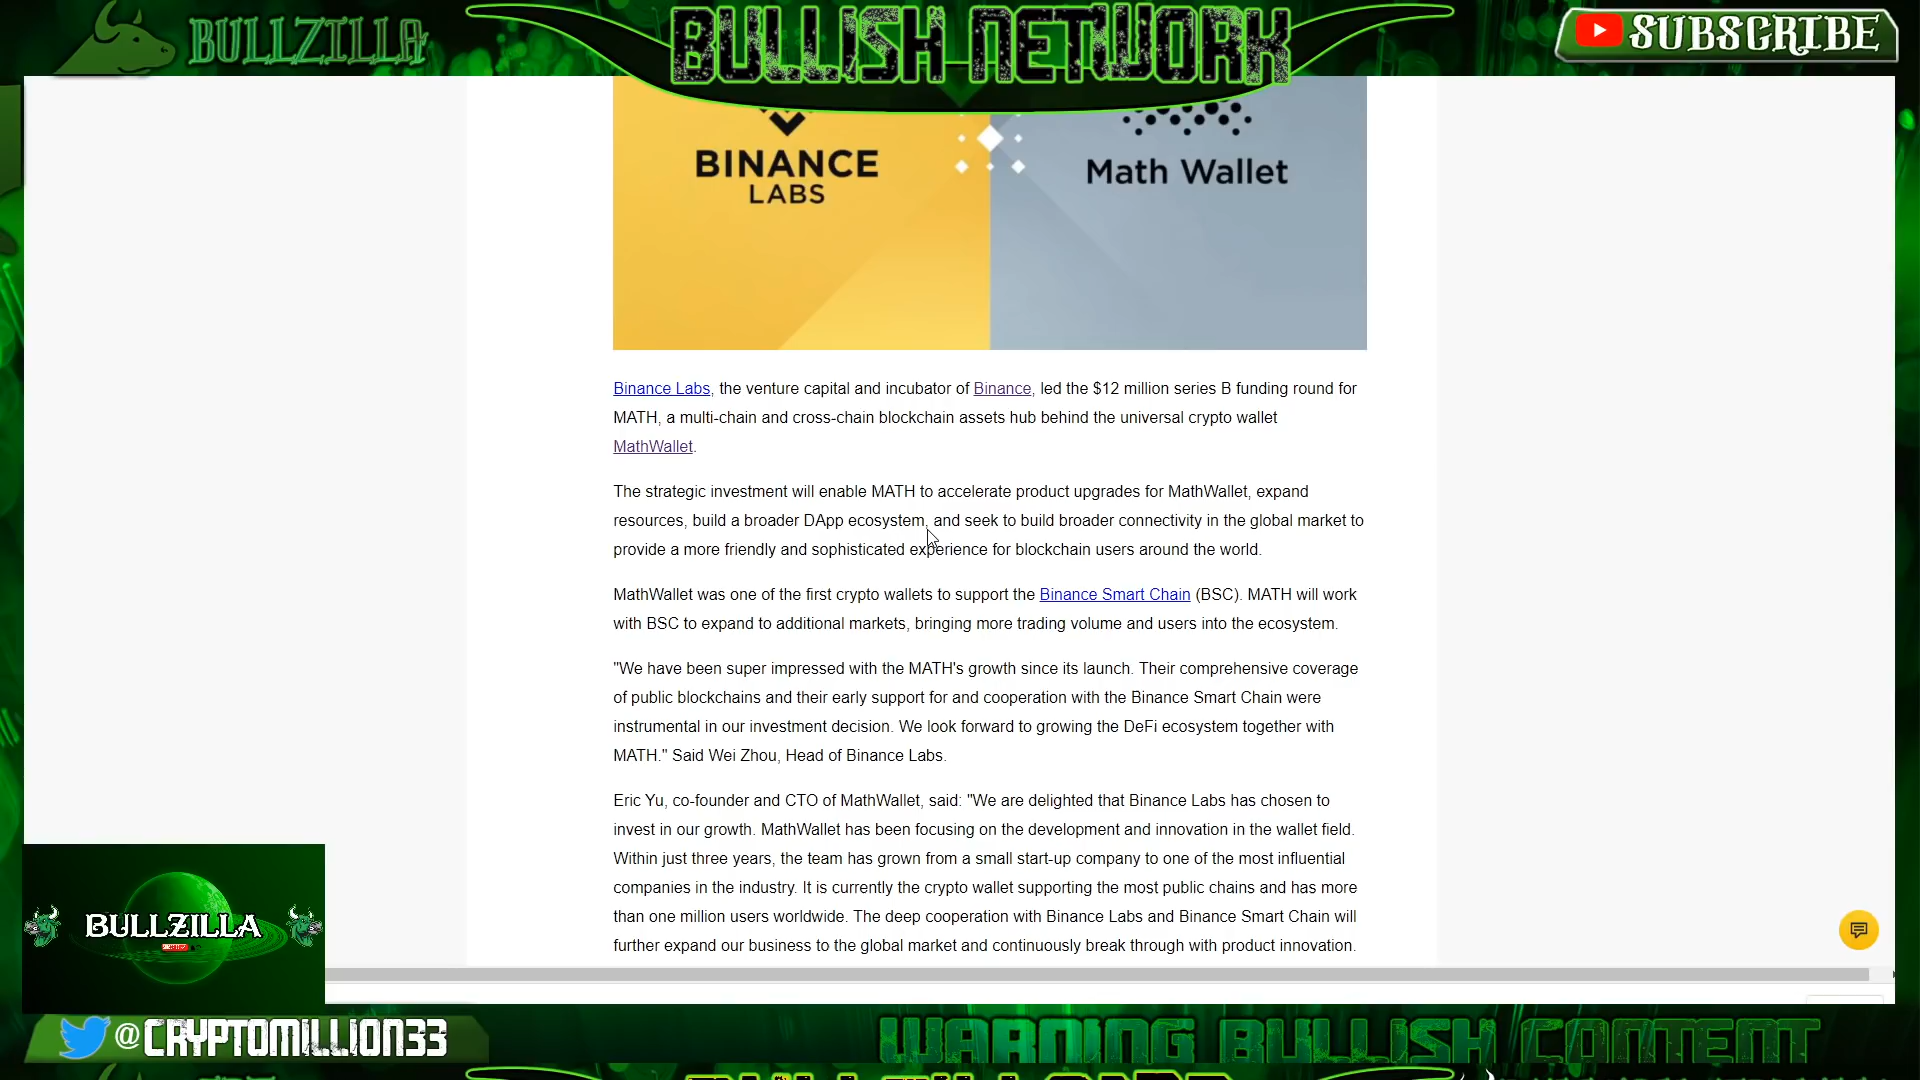 BULLZILLA
BULLISH NETWORK
SUBSCRIBE
BINANCE
LABS
Math Wallet
Binance Labs, the venture capital and incubator of Binance, led the $12 million series B funding round for
MATH, a multi-chain and cross-chain blockchain assets hub behind the universal crypto wallet
MathWallet.
The strategic investment will enable MATH to accelerate product upgrades for MathWallet, expand
resources, build a broader DApp ecosystem, and seek to build broader connectivity in the global market to
provide a more friendly and sophisticated experience for blockchain users around the world.
MathWallet was one of the first crypto wallets to support the Binance Smart Chain (BSC). MATH will work
with BSC to expand to additional markets, bringing more trading volume and users into the ecosystem.
"We have been super impressed with the MATH's growth since its launch. Their comprehensive coverage
of public blockchains and their early support for and cooperation with the Binance Smart Chain were
instrumental in our investment decision. We look forward to growing the DeFi ecosystem together with
MATH." Said Wei Zhou, Head of Binance Labs.
Eric Yu, co-founder and CTO of MathWallet, said: "We are delighted that Binance Labs has chosen to
invest in our growth. MathWallet has been focusing on the development and innovation in the wallet field.
Within just three years, the team has grown from a small start-up company to one of the most influential
companies in the industry. It is currently the crypto wallet supporting the most public chains and has more
than one million users worldwide. The deep cooperation with Binance Labs and Binance Smart Chain will
further expand our business to the global market and continuously break through with product innovation.
BULLZILLA
@CRYPTOMILLION33
WARNING BULLISH CONTENT